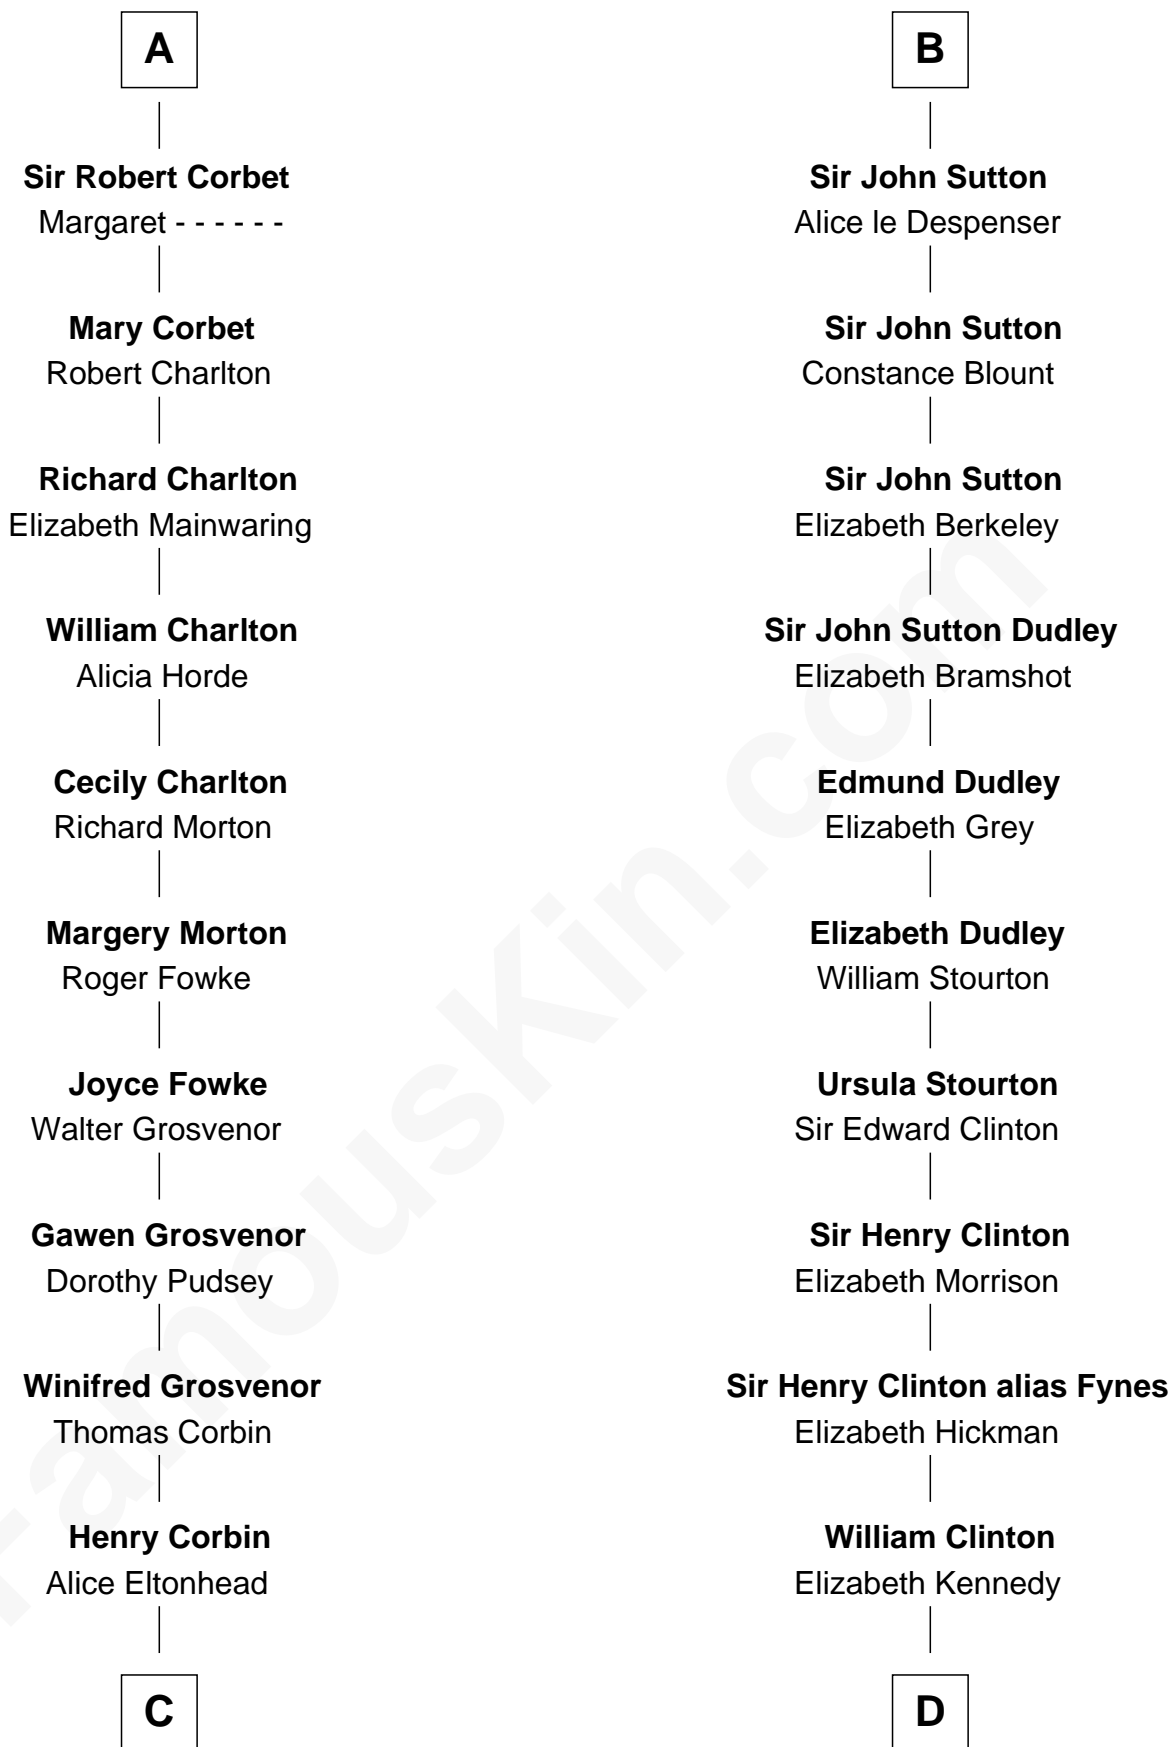 A
Sir Robert Corbet
Margaret - - - - - -
Mary Corbet
Robert Charlton
Richard Charlton
Elizabeth Mainwaring
William Charlton
Alicia Horde
Cecily Charlton
Richard Morton
Margery Morton
Roger Fowke
Joyce Fowke
Walter Grosvenor
Gawen Grosvenor
Dorothy Pudsey
Winifred Grosvenor
Thomas Corbin
Henry Corbin
Alice Eltonhead
C
B
Sir John Sutton
Alice le Despenser
Sir John Sutton
Constance Blount
Sir John Sutton
Elizabeth Berkeley
Sir John Sutton Dudley
Elizabeth Bramshot
Edmund Dudley
Elizabeth Grey
Elizabeth Dudley
William Stourton
Ursula Stourton
Sir Edward Clinton
Sir Henry Clinton
Elizabeth Morrison
Sir Henry Clinton alias Fynes
Elizabeth Hickman
William Clinton
Elizabeth Kennedy
D
FamousKin.com